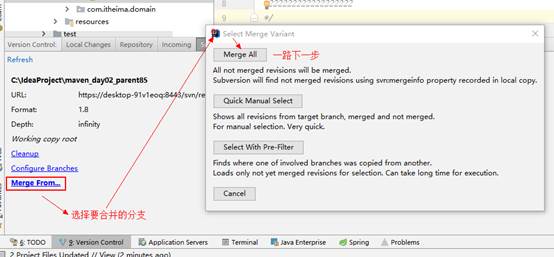 com.itheima.domain
resources
test
8
9
*/
Version Control:
Local Changes
Repository
Incoming
Refresh
C:\IdeaProject\maven_day02_parent85
URL:
https://desktop-91v1eoq:8443/svn/re
Format:
1.8
Depth:
infinity
Working copy root
Cleanup
Configure Branches
Merge From...
选择要合并的分支
Select Merge Variant
Merge All
一路下一步
All not merged revisions will be merged.
Subversion will find not merged revisions using svn:mergeinfo property recorded in local copy.
Quick Manual Select
Shows all revisions from target branch, merged and not merged.
For manual selection. Very quick.
Select With Pre-Filter
Finds where one of involved branches was copied from another.
Loads only not yet merged revisions for selection. Can take long time for execution.
Cancel
6: TODO
9: Version Control
Application Servers
Terminal
Java Enterprise
Spring
Problems
2 Project Files Updated // View (2 minutes ago)